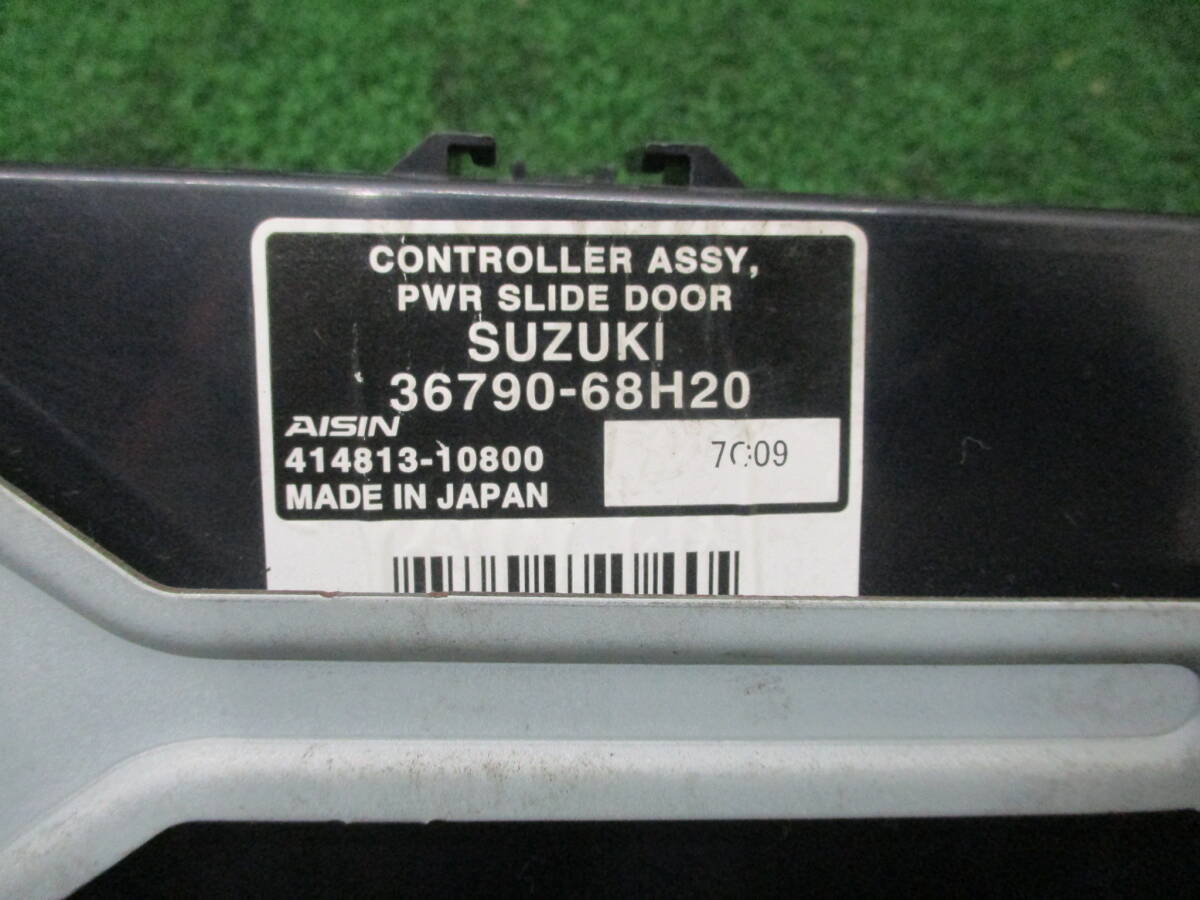 CONTROLLER ASSY,
PWR SLIDE DOOR
SUZUKI
36790-68H20
AISIN
414813-10800
MADE IN JAPAN